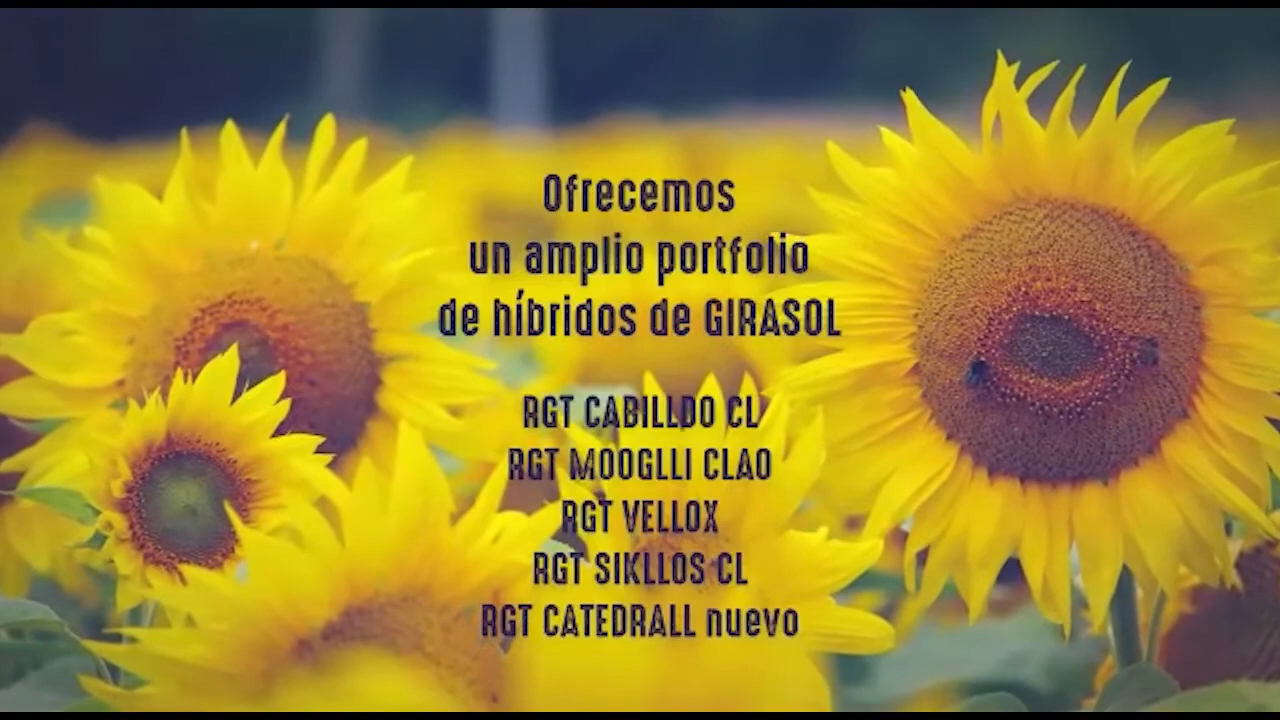 Ofrecemos
un amplio portfolio
de híbridos de GIRASOL
RGT CABILLDO CL
RGT MOOGLLI CLAO
RGT VELLOX
RGT SIKLLOS CL
RGT CATEDRALL nuevo